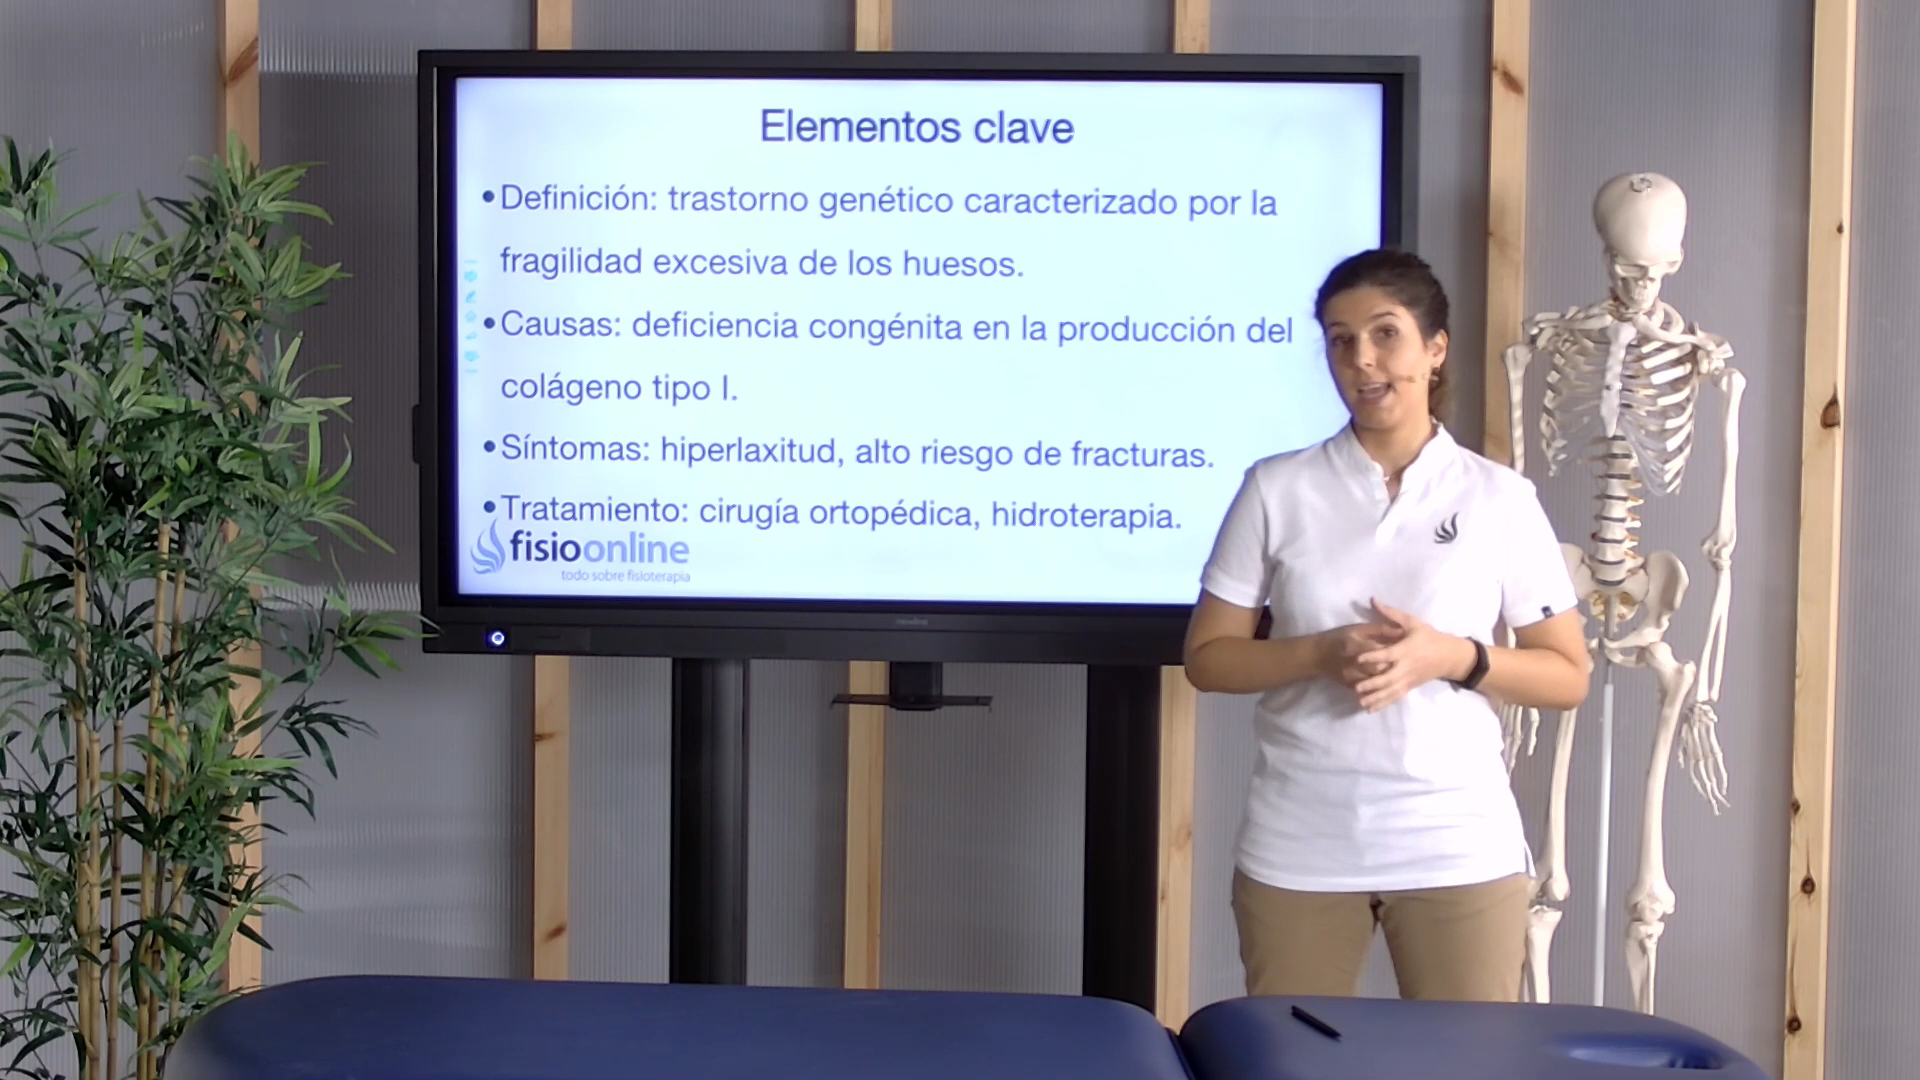 Elementos clave
• Definición: trastorno genético caracterizado por la
fragilidad excesiva de los huesos.
• Causas: deficiencia congénita en la producción del
colágeno tipo I.
• Síntomas: hiperlaxitud, alto riesgo de fracturas.
• Tratamiento: cirugía ortopédica, hidroterapia.
fisioonline
todo sobre fisioterapia